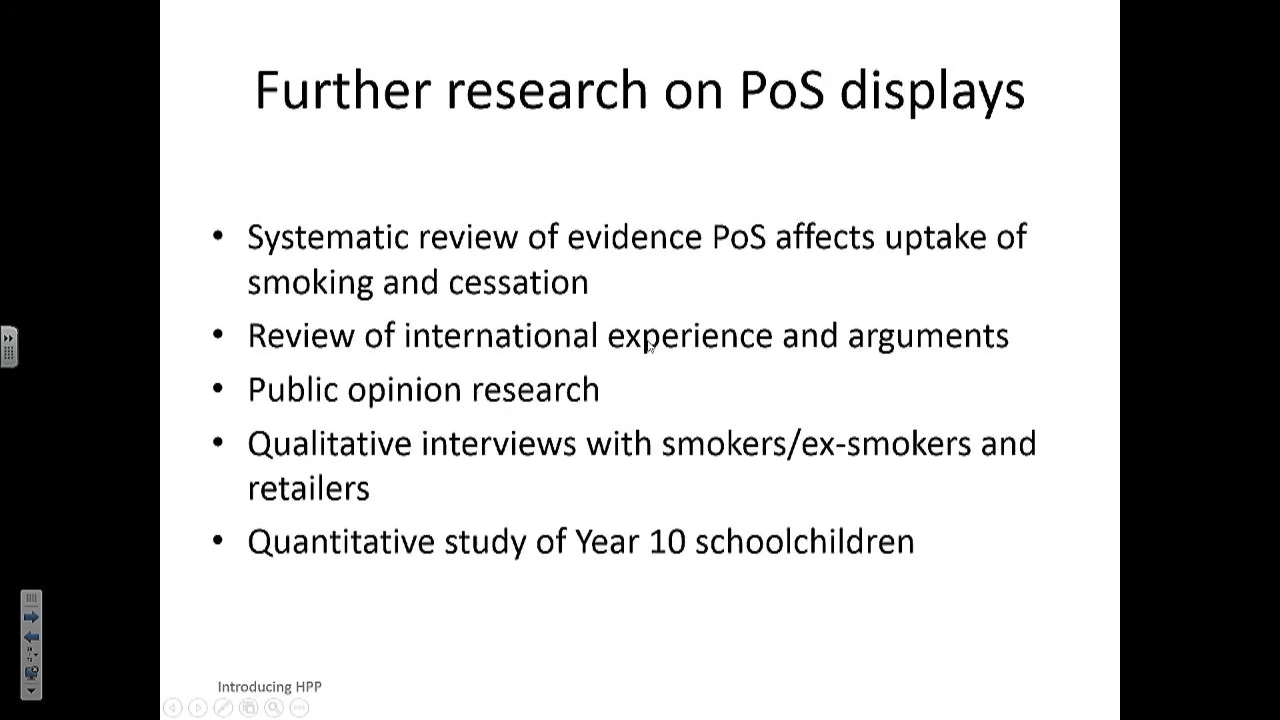 Further research on PoS displays
• Systematic review of evidence PoS affects uptake of
smoking and cessation
• Review of international experience and arguments
• Public opinion research
• Qualitative interviews with smokers/ex-smokers and
retailers
• Quantitative study of Year 10 schoolchildren
Introducing HPP